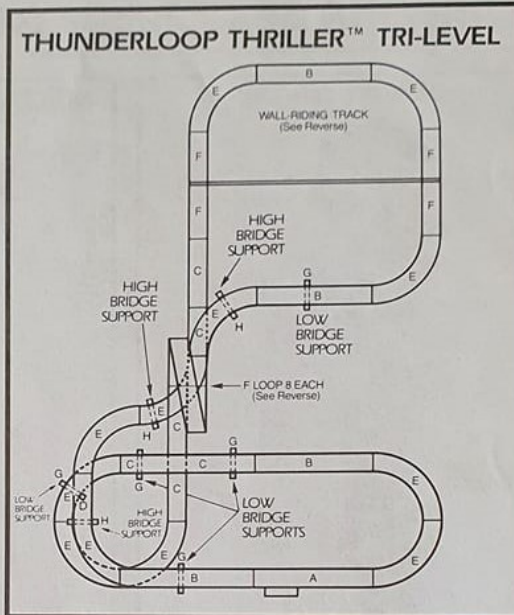 THUNDERLOOP THRILLER™ TRI-LEVEL
B
E
E
WALL-RIDING TRACK
(See Reverse)
F
F
F
F
HIGH
BRIDGE
SUPPORT
C
G
E
HIGH
BRIDGE
SUPPORT
E
B
H
LOW
BRIDGE
SUPPORT
C
F LOOP 8 EACH
(See Reverse)
E
H
C
E
G
C
C
B
E
G
LOW
BRIDGE
SUPPORT
E
D
G
C
LOW
BRIDGE
SUPPORTS
H
HIGH
BRIDGE
SUPPORT
E
E
E
G
B
A
E